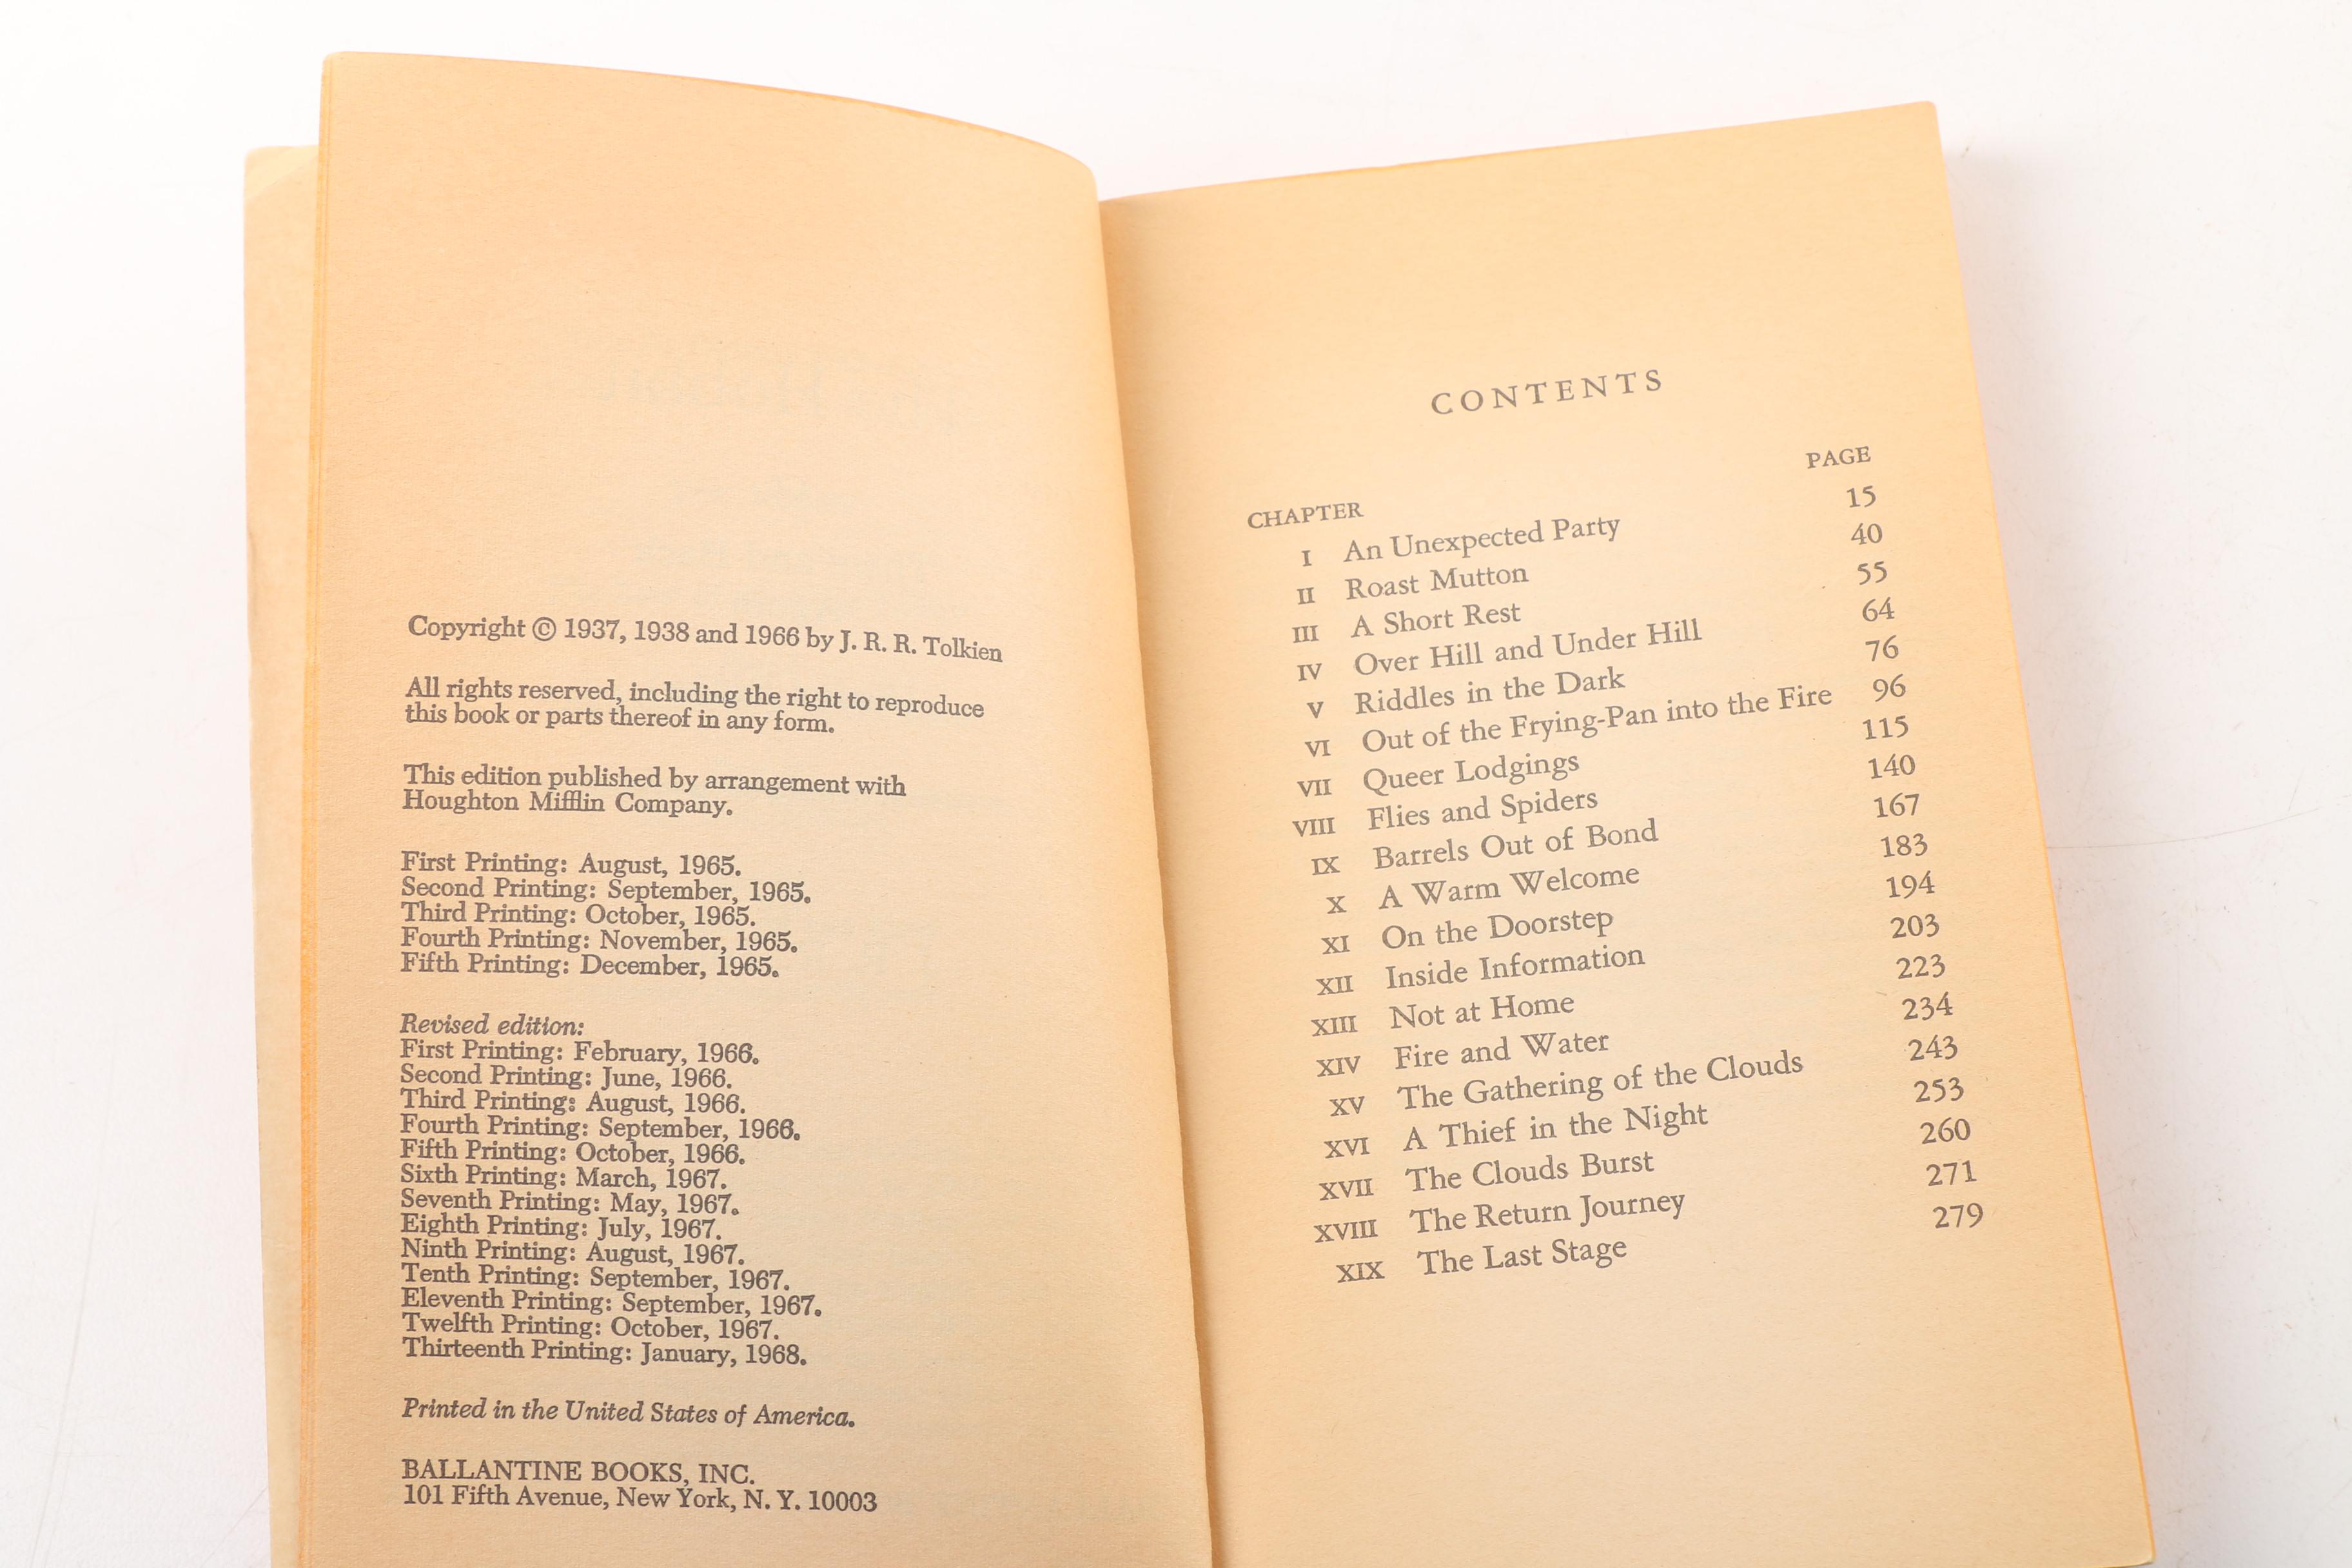 Copyright © 1937, 1938 and 1966 by J. R. R. Tolkien
All rights reserved, including the right to reproduce
this book or parts thereof in any form.
This edition published by arrangement with
Houghton Mifflin Company.
First Printing: August, 1965.
Second Printing: September, 1965.
Third Printing: October, 1965.
Fourth Printing: November, 1965.
Fifth Printing: December, 1965.
Revised edition:
First Printing: February, 1966.
Second Printing: June, 1966.
Third Printing: August, 1966.
Fourth Printing: September, 1966.
Fifth Printing: October, 1966.
Sixth Printing: March, 1967.
Seventh Printing: May, 1967.
Eighth Printing: July, 1967.
Ninth Printing: August, 1967.
Tenth Printing: September, 1967.
Eleventh Printing: September, 1967.
Twelfth Printing: October, 1967.
Thirteenth Printing: January, 1968.
Printed in the United States of America.
BALLANTINE BOOKS, INC.
101 Fifth Avenue, New York, N. Y. 10003
CONTENTS
CHAPTER PAGE
I An Unexpected Party 15
II Roast Mutton 40
III A Short Rest 55
IV Over Hill and Under Hill 64
V Riddles in the Dark 76
VI Out of the Frying-Pan into the Fire 96
VII Queer Lodgings 115
VIII Flies and Spiders 140
IX Barrels Out of Bond 167
X A Warm Welcome 183
XI On the Doorstep 194
XII Inside Information 203
XIII Not at Home 223
XIV Fire and Water 234
XV The Gathering of the Clouds 243
XVI A Thief in the Night 253
XVII The Clouds Burst 260
XVIII The Return Journey 271
XIX The Last Stage 279